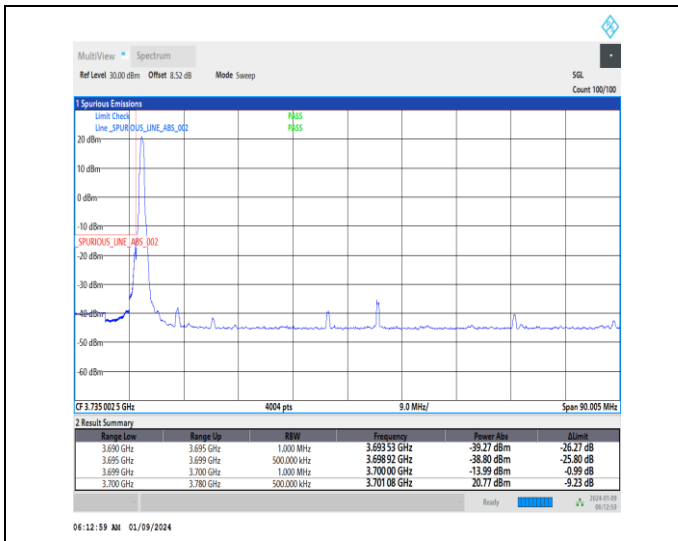 MultiView Spectrum
Ref Level 30.00 dBm Offset 8.52 dB Mode Sweep SGL
Count 100/100
1 Spurious Emissions
Limit Check PASS
Line _SPURIOUS_LINE_ABS_002 PASS
20 dBm
10 dBm
0 dBm
-10 dBm
_SPURIOUS_LINE_ABS_002
-20 dBm
-30 dBm
-40 dBm
-50 dBm
-60 dBm
CF 3.735 002 5 GHz 4004 pts 9.0 MHz/ Span 90.005 MHz
2 Result Summary
Range Low Range Up RBW Frequency Power Abs ΔLimit
3.690 GHz 3.695 GHz 1.000 MHz 3.693 53 GHz -39.27 dBm -26.27 dB
3.695 GHz 3.699 GHz 500.000 kHz 3.698 92 GHz -38.80 dBm -25.80 dB
3.699 GHz 3.700 GHz 1.000 MHz 3.700 00 GHz -13.99 dBm -0.99 dB
3.700 GHz 3.780 GHz 500.000 kHz 3.701 08 GHz 20.77 dBm -9.23 dB
Ready 2024-01-09
06:12:59
06:12:59 AM 01/09/2024